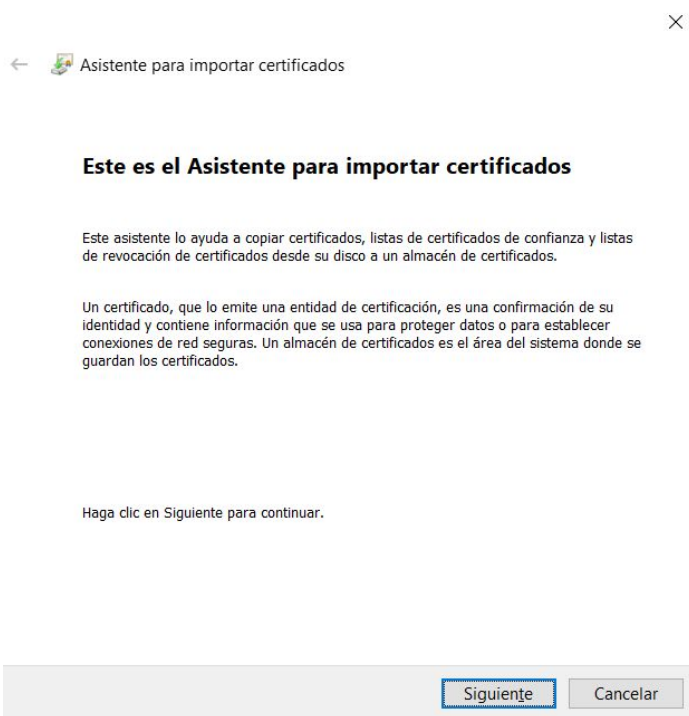 Asistente para importar certificados
Este es el Asistente para importar certificados
Este asistente lo ayuda a copiar certificados, listas de certificados de confianza y listas
de revocación de certificados desde su disco a un almacén de certificados.
Un certificado, que lo emite una entidad de certificación, es una confirmación de su
identidad y contiene información que se usa para proteger datos o para establecer
conexiones de red seguras. Un almacén de certificados es el área del sistema donde se
guardan los certificados.
Haga clic en Siguiente para continuar.
Siguiente
Cancelar